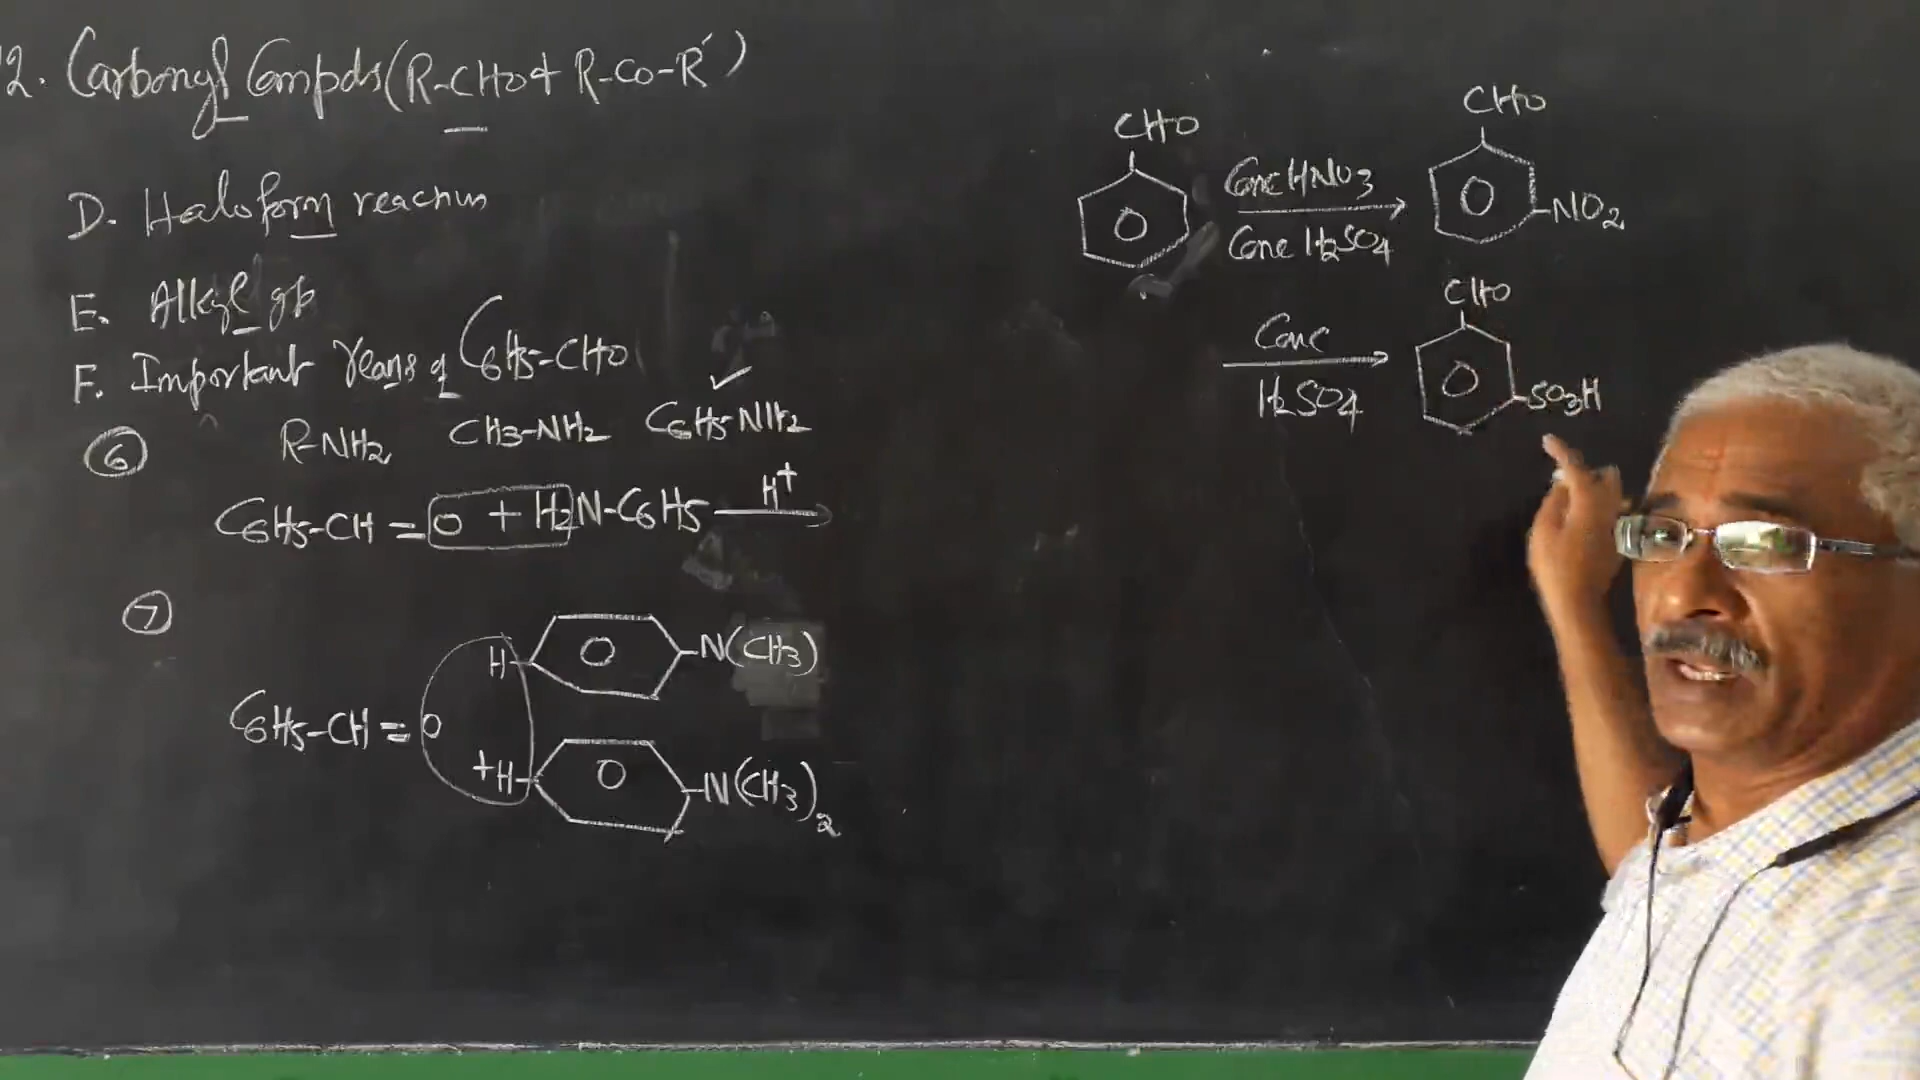 12. Carbonyl Compds (R-CHO & R-CO-R')
D. Haloform reaction
E. Alkyl gp
F. Important reans of C6H5-CHO
6
R-NH2 CH3-NH2 C6H5-NH2
C6H5-CH=O + H2N-C6H5 H+
7
H- -N(CH3)
C6H5-CH=O
+H- -N(CH3)2
CHO CHO
Conc HNO3
Conc H2SO4
-NO2
CHO
Conc
H2SO4
-SO3H